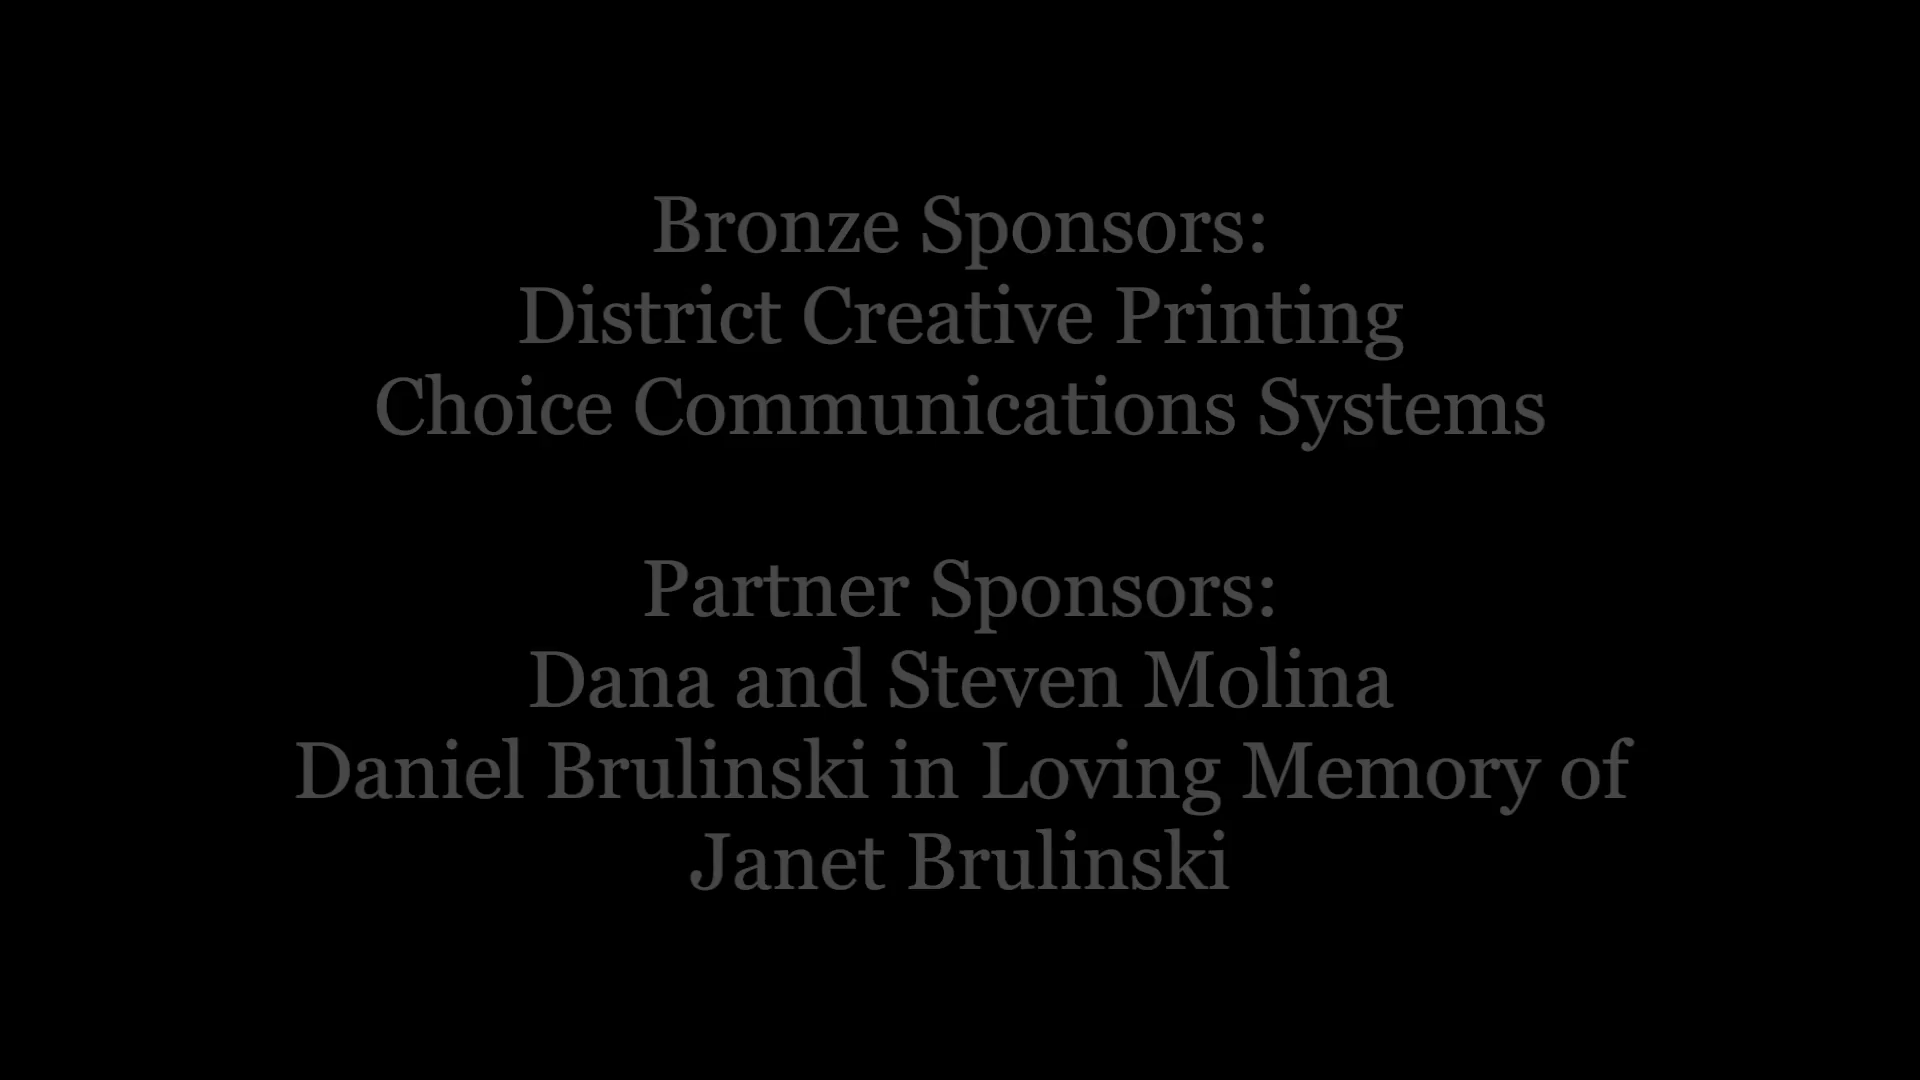 Bronze Sponsors:
District Creative Printing
Choice Communications Systems
Partner Sponsors:
Dana and Steven Molina
Daniel Brulinski in Loving Memory of
Janet Brulinski